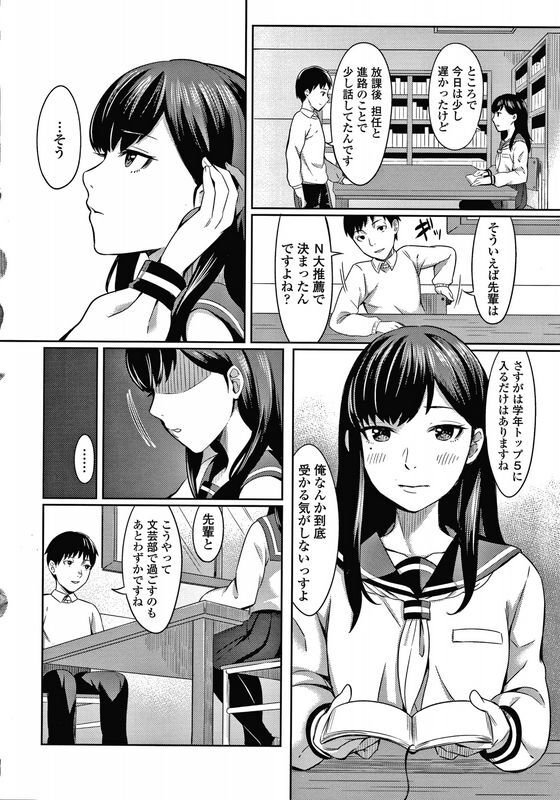 ところで
今日は少し
遅かったけど
放課後 担任と
進路のことで
少し話してたんです
…そう
ギッ
そういえば先輩は
N大推薦で
決まったん
ですよね？
さすがは学年トップ5に
入るだけはありますね
俺なんか到底
受かる気がしないっすよ
……
先輩と
こうやって
文芸部で過ごすのも
あとわずかですね